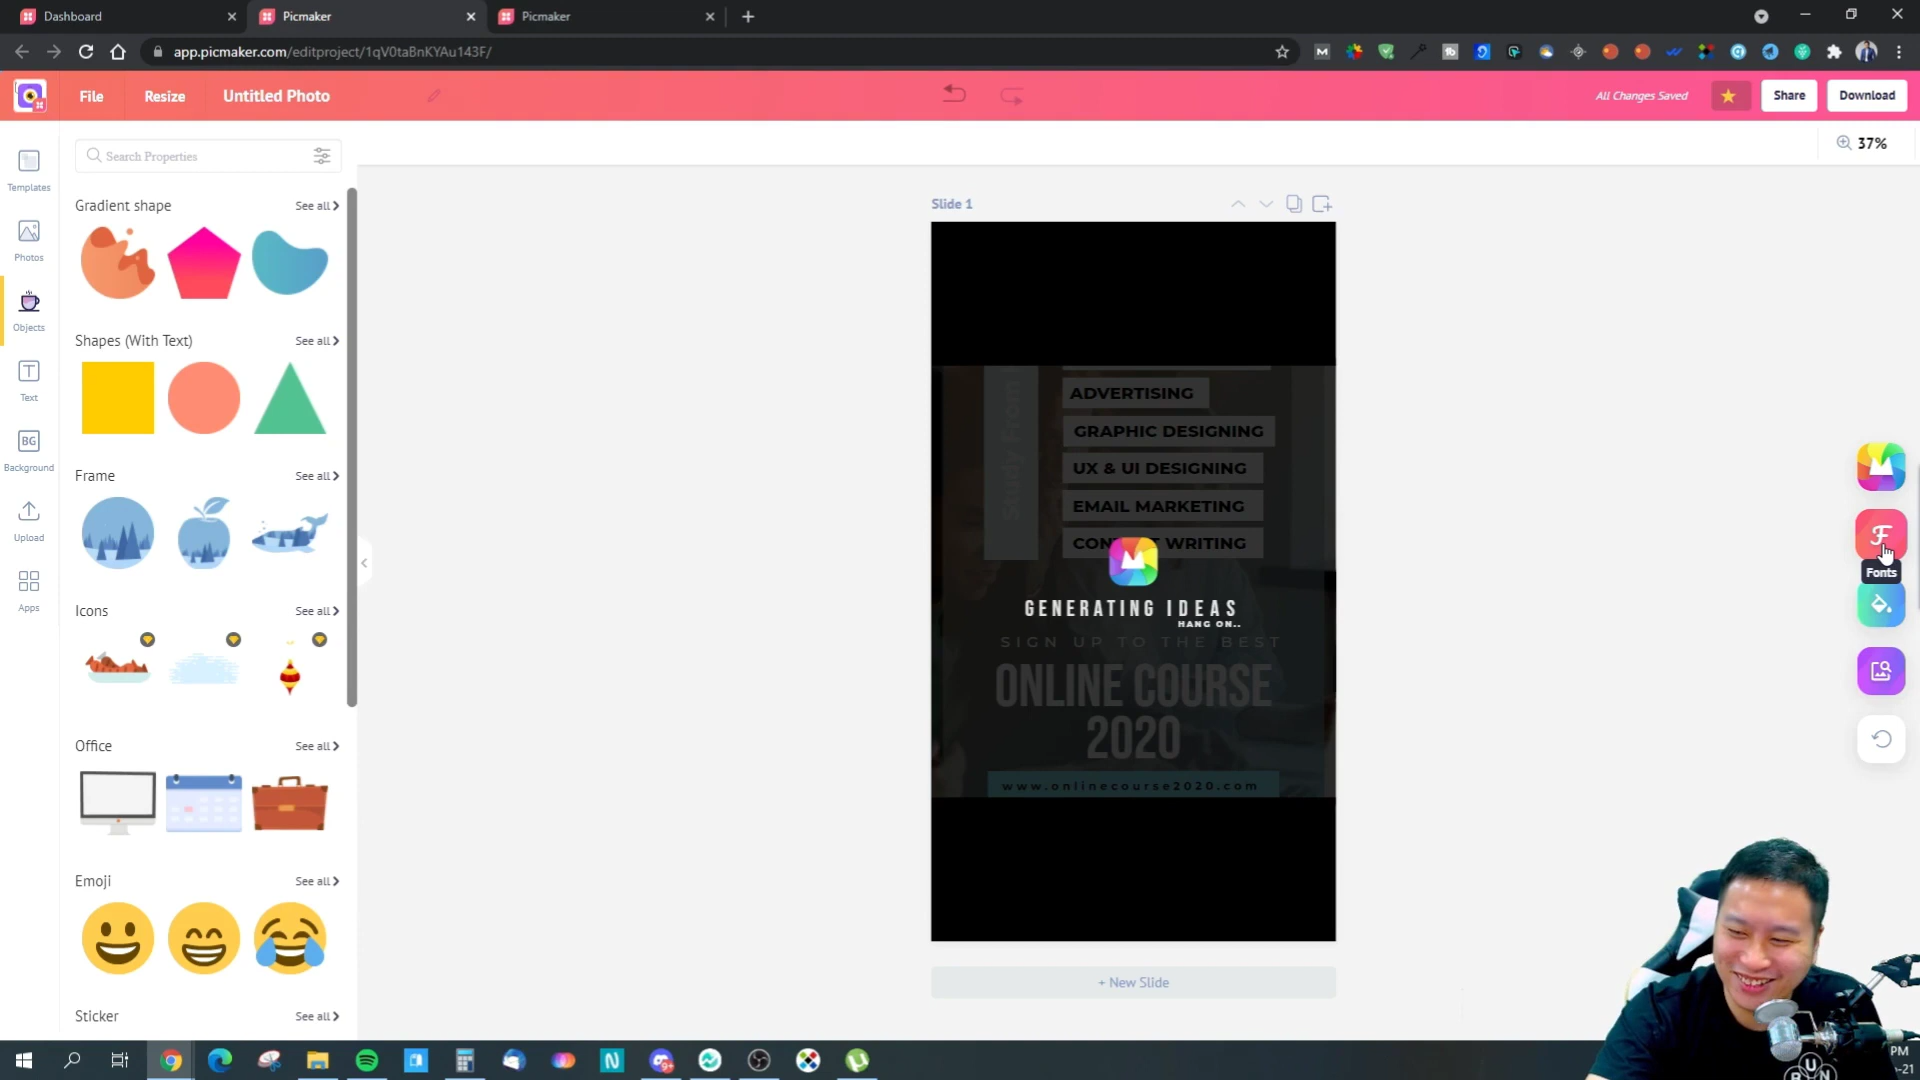 Dashboard
Picmaker
Picmaker
app.picmaker.com/editproject/1qV0taBnKYAu143F/
File
Resize
Untitled Photo
All Changes Saved
Share
Download
37%
Search Properties
Templates
Photos
Objects
Text
BG
Background
Upload
Apps
Gradient shape
See all
Shapes (With Text)
See all
Frame
See all
Icons
See all
Office
See all
Emoji
See all
Sticker
See all
Slide 1
Study From
ADVERTISING
GRAPHIC DESIGNING
UX & UI DESIGNING
EMAIL MARKETING
WRITING
GENERATING IDEAS
HANG ON..
SIGN UP TO THE BEST
ONLINE COURSE
2020
www.onlinecourse2020.com
+ New Slide
Fonts
PM
-21